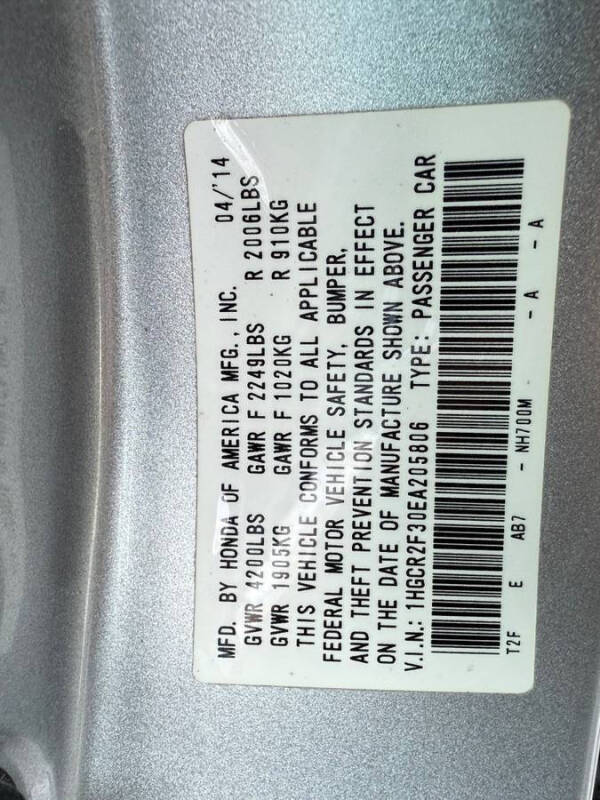 MFD. BY HONDA OF AMERICA MFG., INC. 04/'14
GVWR 4200LBS GAWR F 2249LBS R 2006LBS
GVWR 1905KG GAWR F 1020KG R 910KG
THIS VEHICLE CONFORMS TO ALL APPLICABLE
FEDERAL MOTOR VEHICLE SAFETY, BUMPER,
AND THEFT PREVENTION STANDARDS IN EFFECT
ON THE DATE OF MANUFACTURE SHOWN ABOVE.
V.I.N.: 1HGCR2F30EA205806 TYPE: PASSENGER CAR
T2F E AB7 - NH700M - A - A